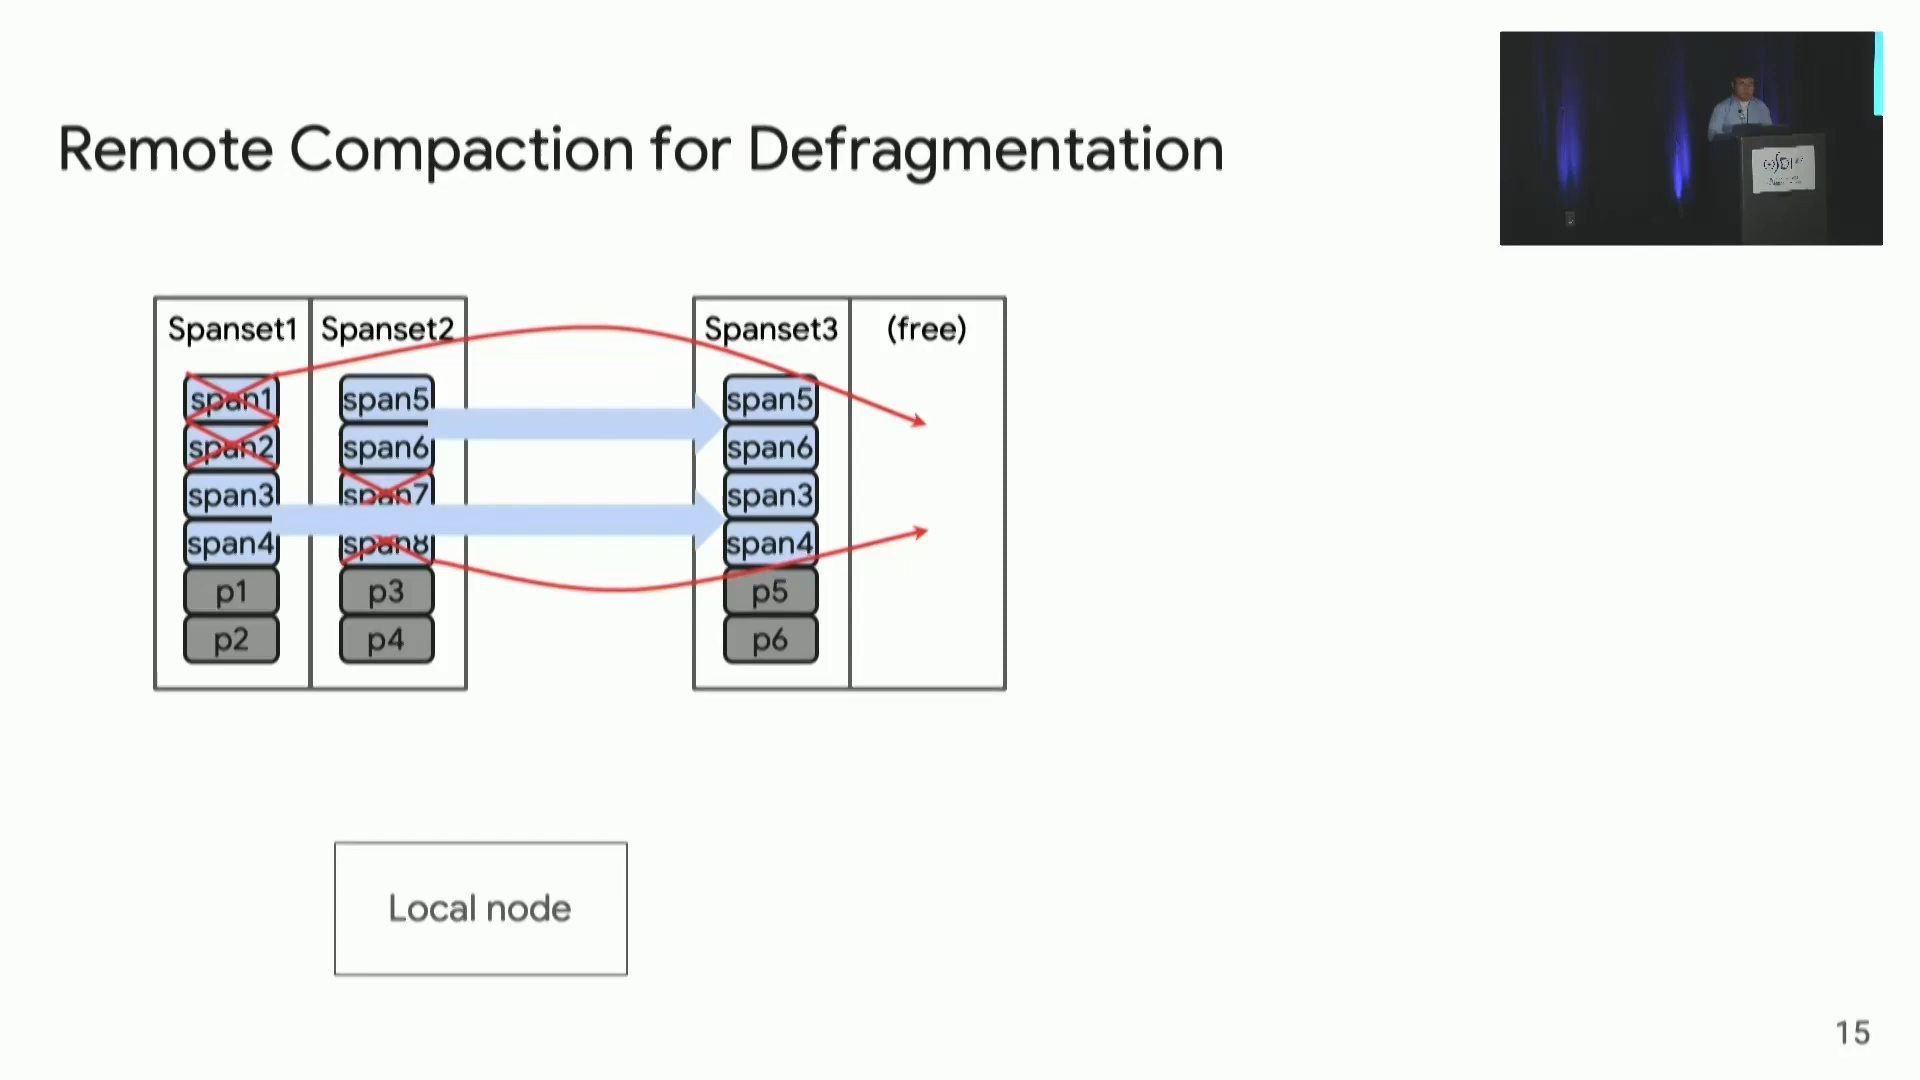 Remote Compaction for Defragmentation
Spanset1
Spanset2
span1
span5
span2
span6
span3
span7
span4
span8
p1
p3
p2
p4
Spanset3
(free)
span5
span6
span3
span4
p5
p6
Local node
15